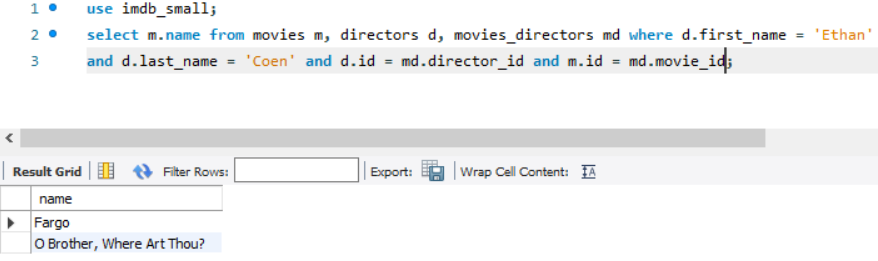 1 use imdb_small;
2 select m.name from movies m, directors d, movies_directors md where d.first_name = 'Ethan'
3 and d.last_name = 'Coen' and d.id = md.director_id and m.id = md.movie_id;
Result Grid Filter Rows: Export: Wrap Cell Content: IA
name
Fargo
O Brother, Where Art Thou?